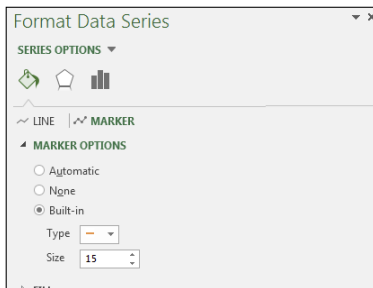 Format Data Series
SERIES OPTIONS
LINE MARKER
MARKER OPTIONS
Automatic
None
Built-in
Type
Size 15